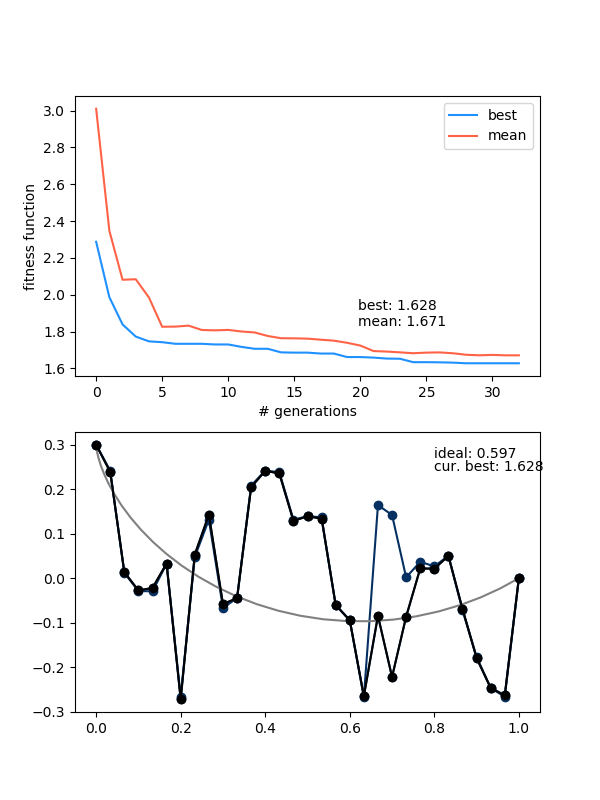 3.0
2.8
2.6
2.4
2.2
2.0
1.8
1.6
fitness function
best
mean
best: 1.628
mean: 1.671
0 5 10 15 20 25 30
# generations
0.3
0.2
0.1
0.0
−0.1
−0.2
−0.3
ideal: 0.597
cur. best: 1.628
0.0 0.2 0.4 0.6 0.8 1.0